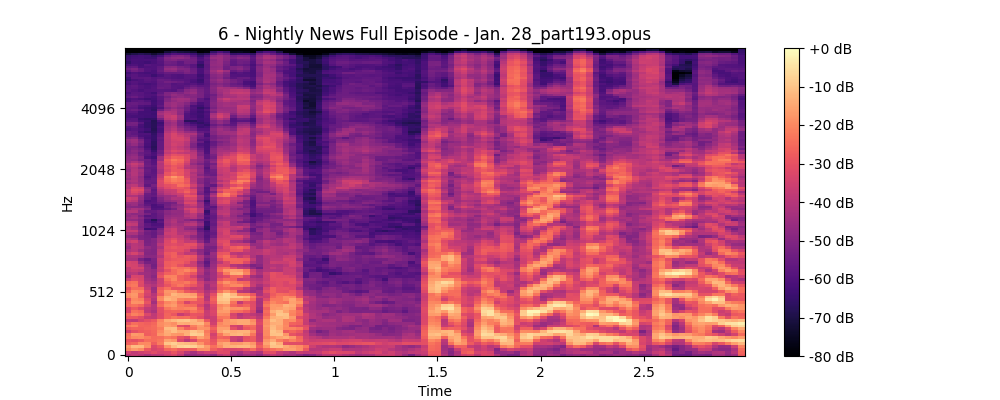 6 - Nightly News Full Episode - Jan. 28_part193.opus
Hz
4096
2048
1024
512
0
0
0.5
1
1.5
2
2.5
Time
+0 dB
-10 dB
-20 dB
-30 dB
-40 dB
-50 dB
-60 dB
-70 dB
-80 dB